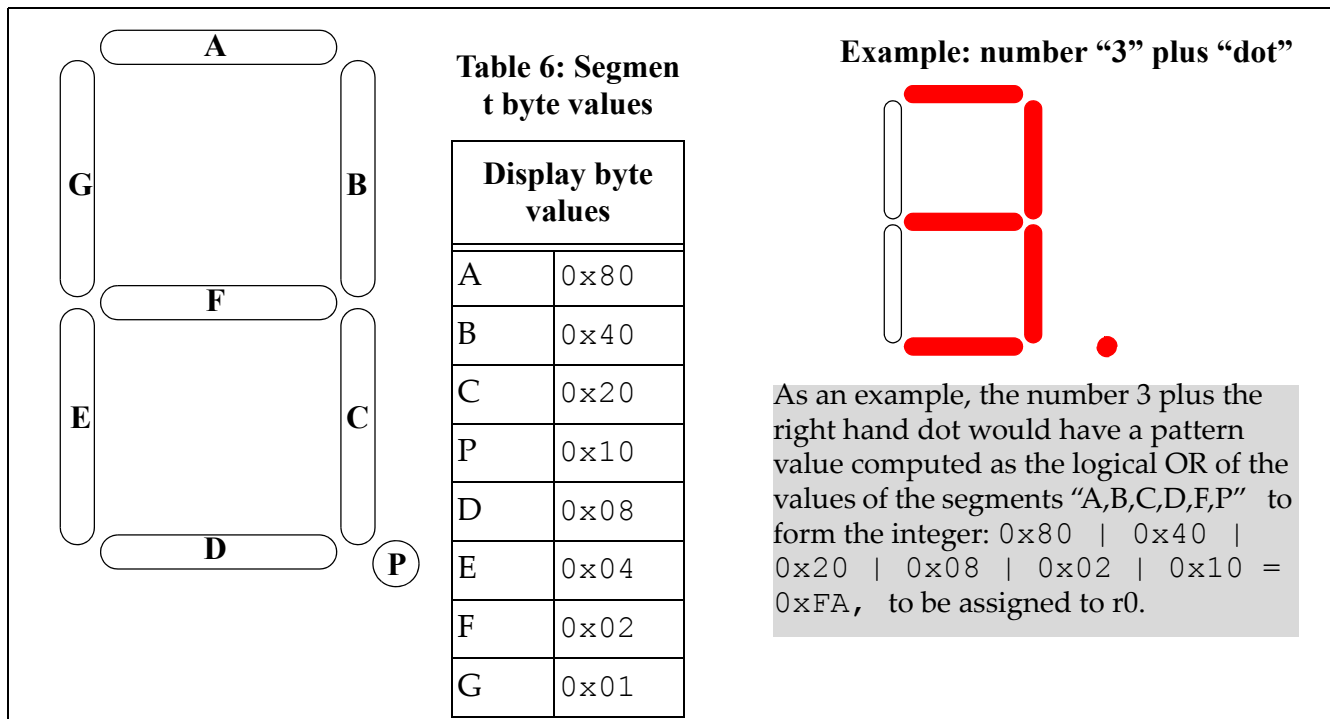 A
G
B
F
E
C
D
P
Table 6: Segmen
t byte values
Display byte
values
A 0x80
B 0x40
C 0x20
P 0x10
D 0x08
E 0x04
F 0x02
G 0x01
Example: number “3” plus “dot”
As an example, the number 3 plus the
right hand dot would have a pattern
value computed as the logical OR of the
values of the segments “A,B,C,D,F,P” to
form the integer: 0x80 | 0x40 |
0x20 | 0x08 | 0x02 | 0x10 =
0xFA, to be assigned to r0.